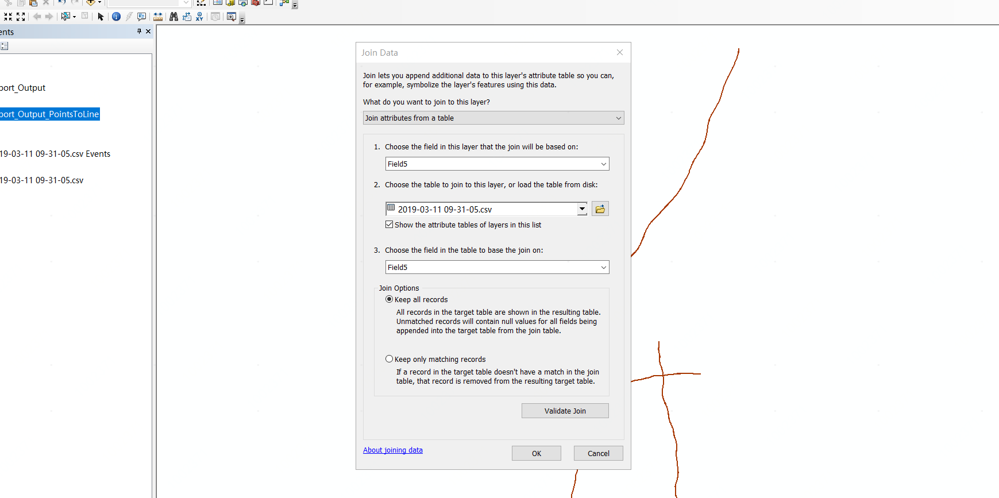 XY
ents
port_Output
port_Output_PointsToLine
19-03-11 09-31-05.csv Events
19-03-11 09-31-05.csv
Join Data
Join lets you append additional data to this layer's attribute table so you can,
for example, symbolize the layer's features using this data.
What do you want to join to this layer?
Join attributes from a table
1. Choose the field in this layer that the join will be based on:
Field5
2. Choose the table to join to this layer, or load the table from disk:
2019-03-11 09-31-05.csv
Show the attribute tables of layers in this list
3. Choose the field in the table to base the join on:
Field5
Join Options
Keep all records
All records in the target table are shown in the resulting table.
Unmatched records will contain null values for all fields being
appended into the target table from the join table.
Keep only matching records
If a record in the target table doesn't have a match in the join
table, that record is removed from the resulting target table.
Validate Join
About joining data
OK
Cancel